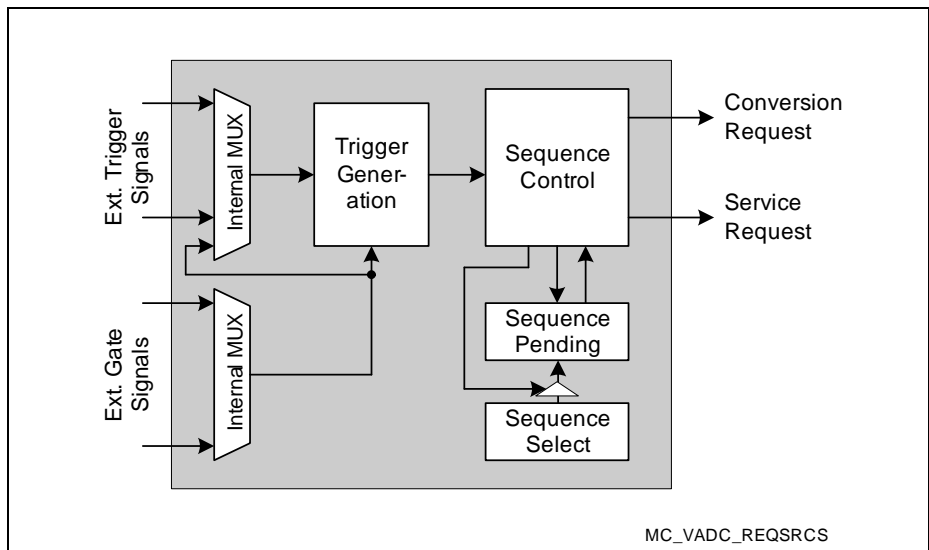 Ext. Trigger
Signals
Internal MUX
Trigger
Gener-
ation
Sequence
Control
Conversion
Request
Service
Request
Ext. Gate
Signals
Internal MUX
Sequence
Pending
Sequence
Select
MC_VADC_REQSRCS